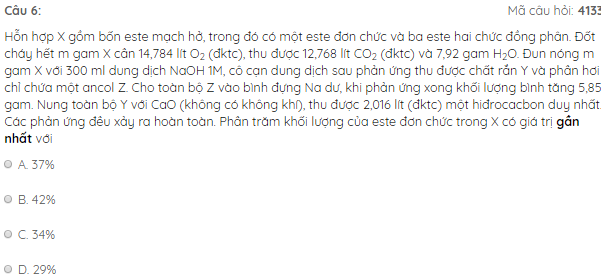 Câu 6:
Mã câu hỏi: 4133
Hỗn hợp X gồm bốn este mạch hở, trong đó có một este đơn chức và ba este hai chức đồng phân. Đốt
cháy hết m gam X cần 14,784 lít O₂ (đktc), thu được 12,768 lít CO₂ (đktc) và 7,92 gam H₂O. Đun nóng m
gam X với 300 ml dung dịch NaOH 1M, cô cạn dung dịch sau phản ứng thu được chất rắn Y và phần hơi
chỉ chứa một ancol Z. Cho toàn bộ Z vào bình đựng Na dư, khi phản ứng xong khối lượng bình tăng 5,85
gam. Nung toàn bộ Y với CaO (không có không khí), thu được 2,016 lít (đktc) một hiđrocacbon duy nhất.
Các phản ứng đều xảy ra hoàn toàn. Phần trăm khối lượng của este đơn chức trong X có giá trị gần
nhất với
A. 37%
B. 42%
C. 34%
D. 29%